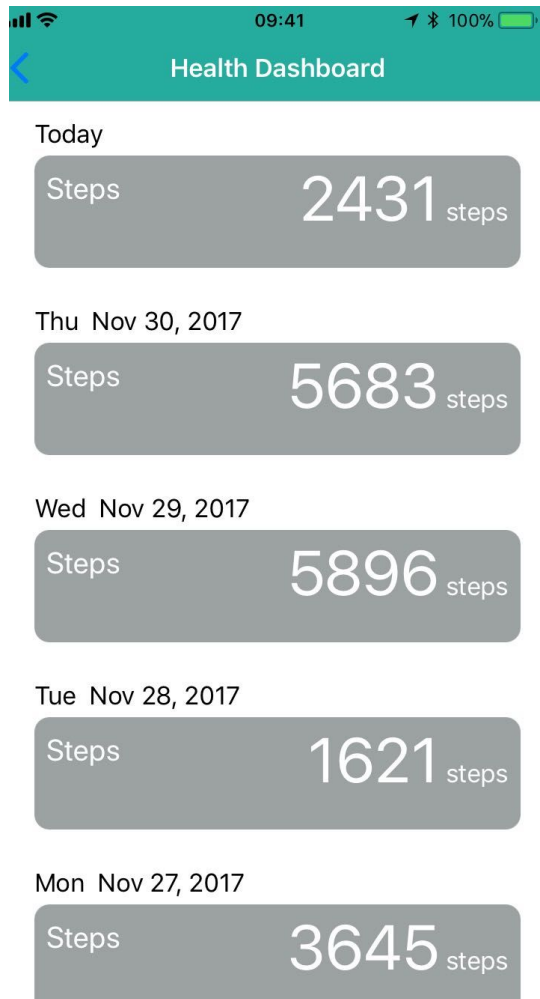 09:41 100%
Health Dashboard
Today
Steps 2431 steps
Thu Nov 30, 2017
Steps 5683 steps
Wed Nov 29, 2017
Steps 5896 steps
Tue Nov 28, 2017
Steps 1621 steps
Mon Nov 27, 2017
Steps 3645 steps